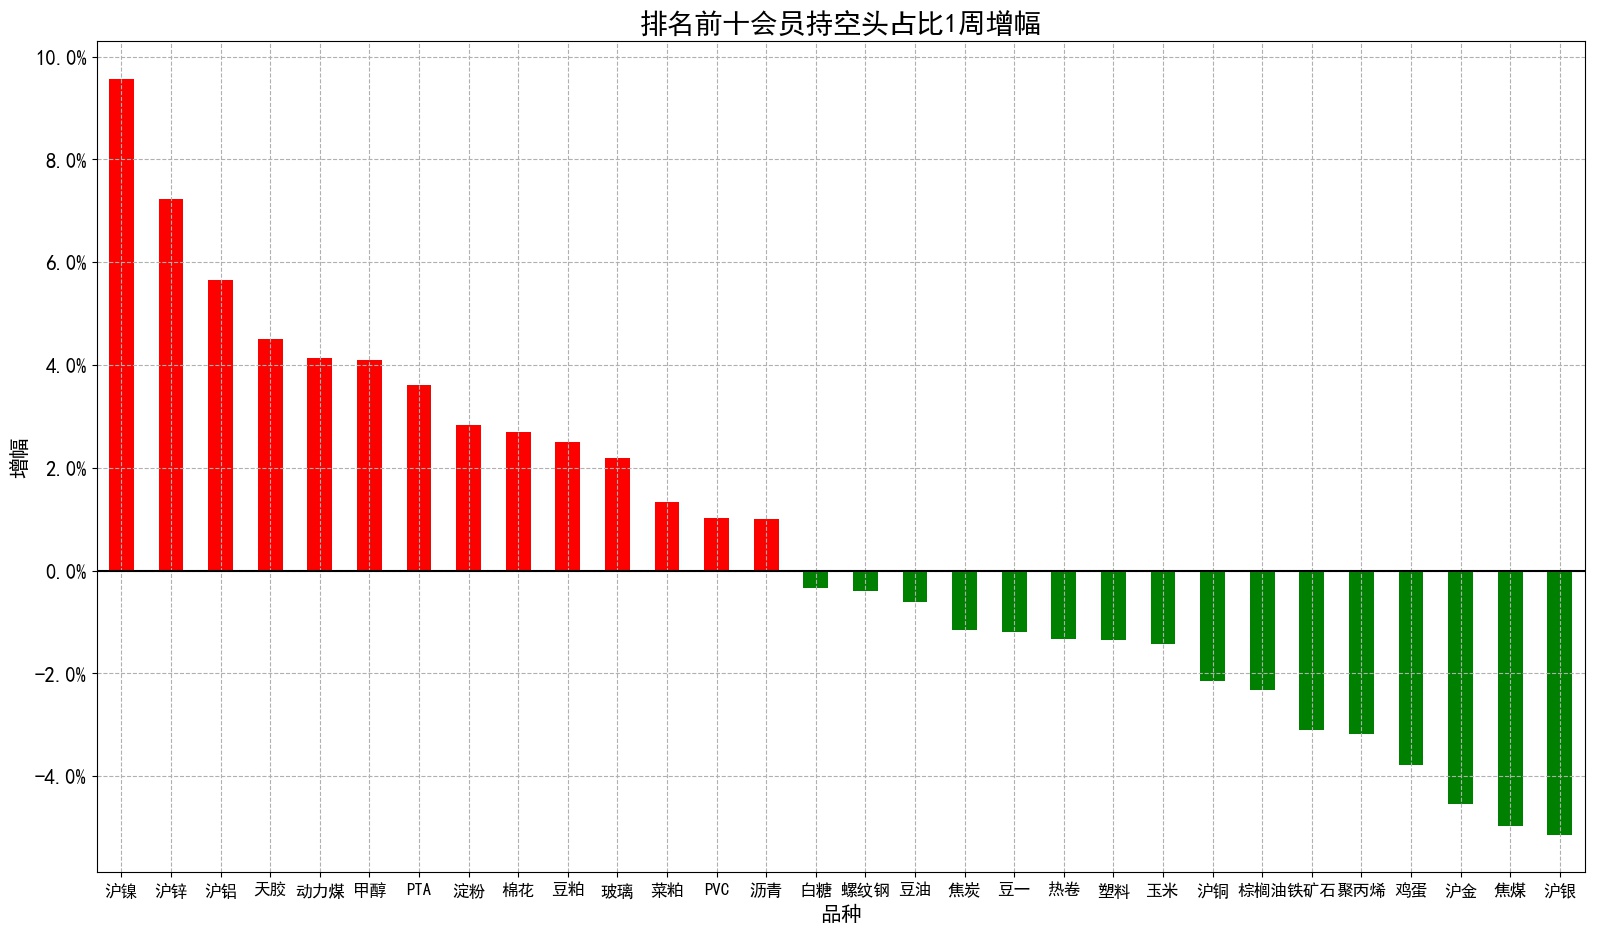 排名前十会员持空头占比1周增幅
10.0%
8.0%
6.0%
4.0%
2.0%
0.0%
-2.0%
-4.0%
增幅
沪镍 沪锌 沪铝 天胶 动力煤 甲醇 PTA 淀粉 棉花 豆粕 玻璃 菜粕 PVC 沥青 白糖 螺纹钢 豆油 焦炭 豆一 热卷 塑料 玉米 沪铜 棕榈油 铁矿石 聚丙烯 鸡蛋 沪金 焦煤 沪银
品种